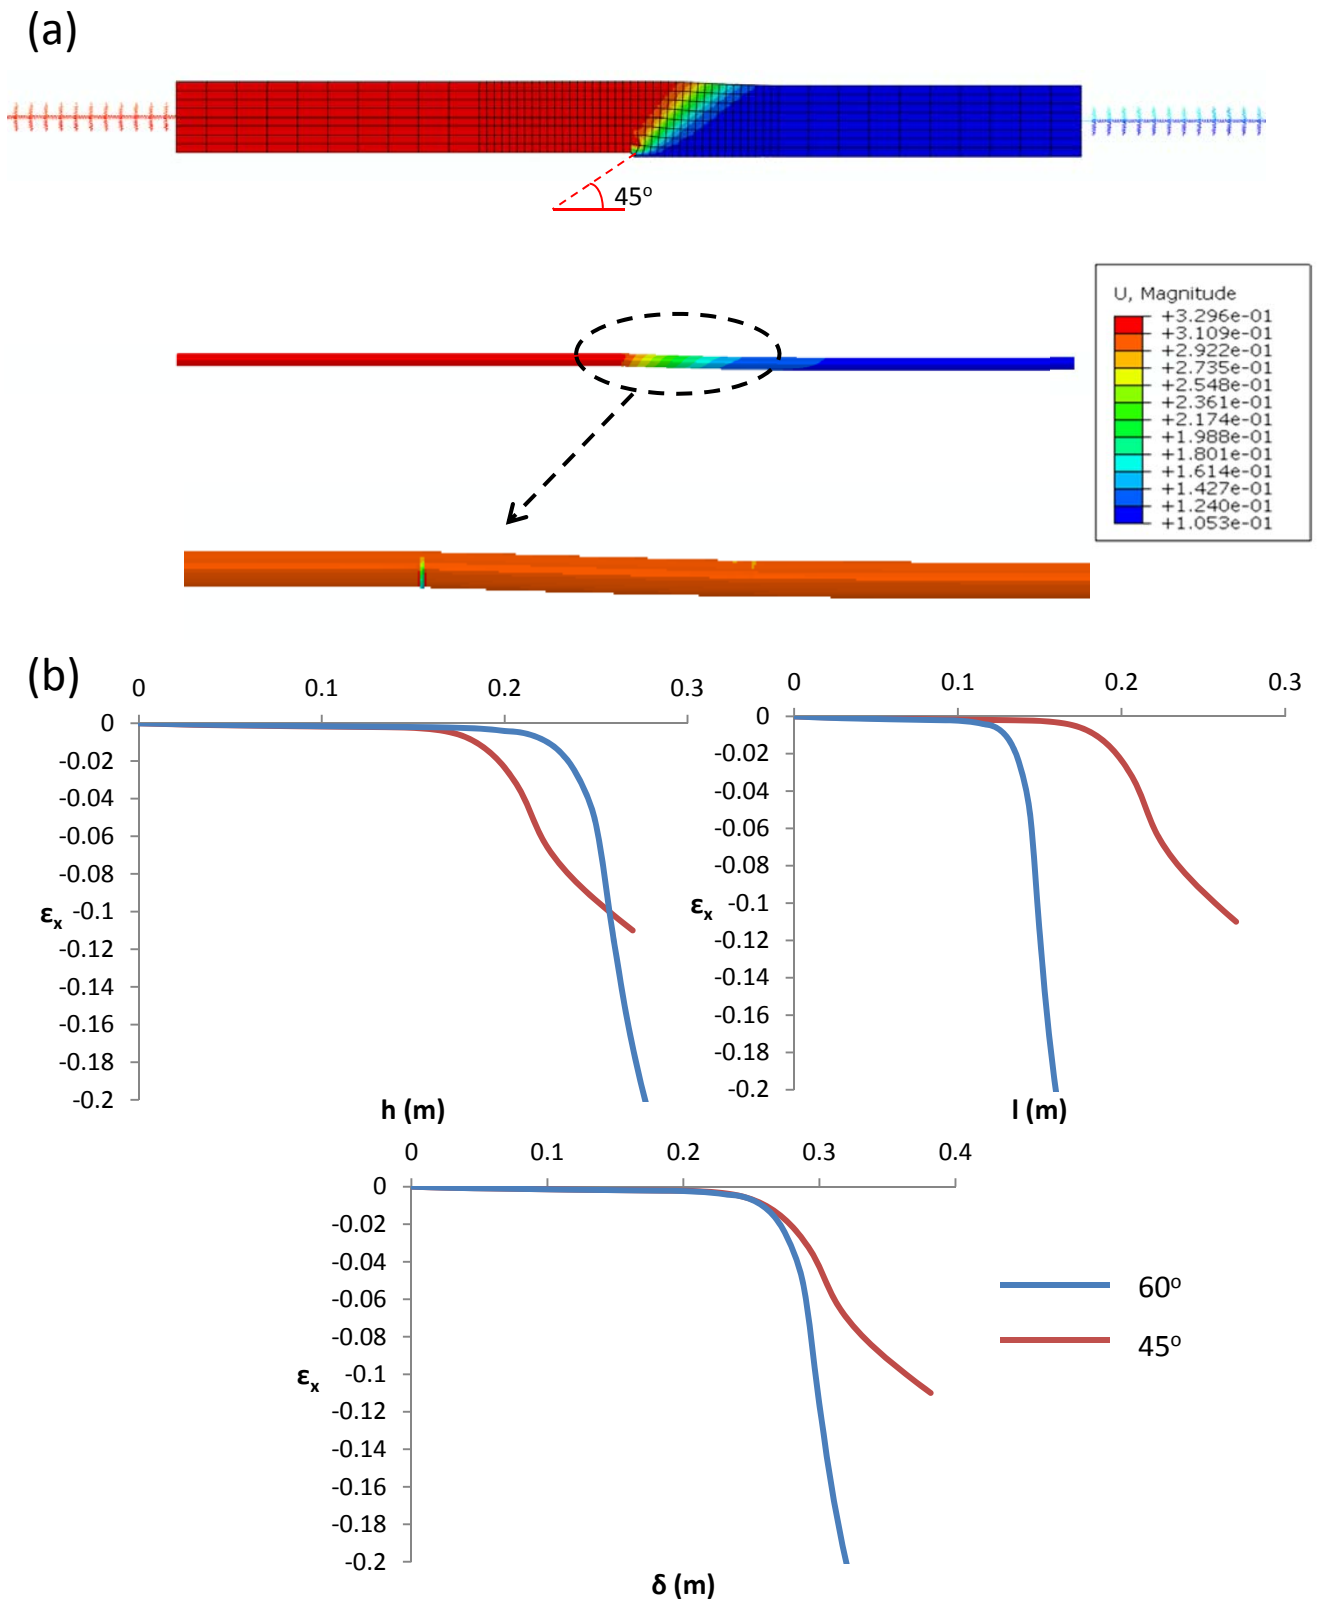 (a)
45º
U, Magnitude
+3.296e-01
+3.109e-01
+2.922e-01
+2.735e-01
+2.548e-01
+2.361e-01
+2.174e-01
+1.988e-01
+1.801e-01
+1.614e-01
+1.427e-01
+1.240e-01
+1.053e-01
(b)
0 0.1 0.2 0.3
0
-0.02
-0.04
-0.06
-0.08
-0.1
-0.12
-0.14
-0.16
-0.18
-0.2
εx
h (m)
0 0.1 0.2 0.3
0
-0.02
-0.04
-0.06
-0.08
-0.1
-0.12
-0.14
-0.16
-0.18
-0.2
εx
l (m)
0 0.1 0.2 0.3 0.4
0
-0.02
-0.04
-0.06
-0.08
-0.1
-0.12
-0.14
-0.16
-0.18
-0.2
εx
δ (m)
60º
45º